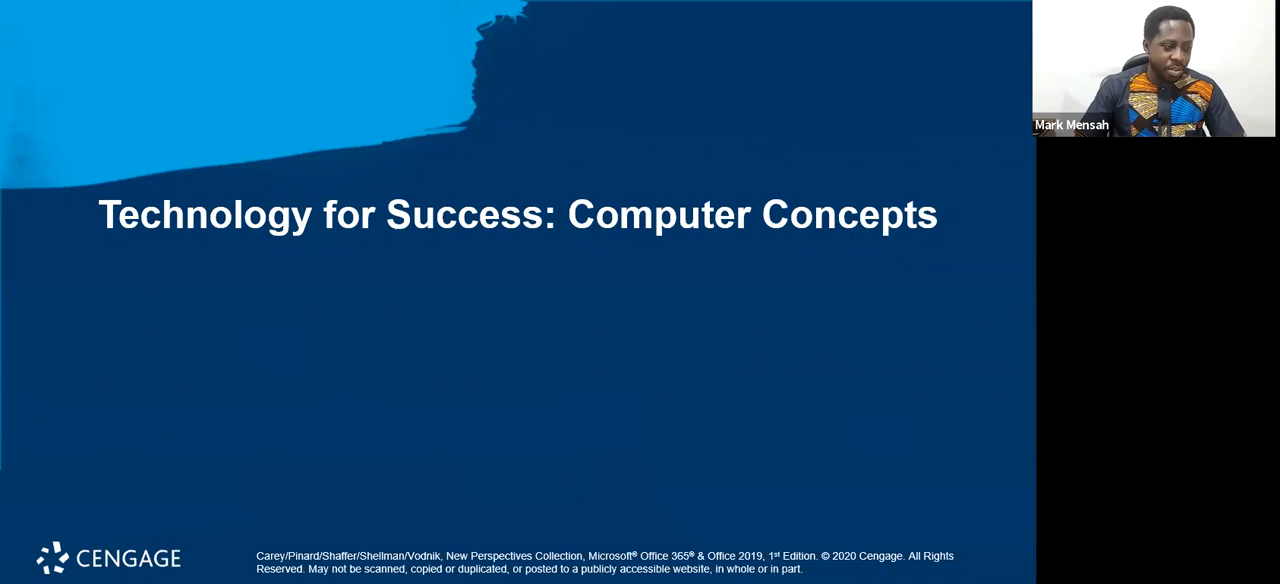 Technology for Success: Computer Concepts
Mark Mensah
CENGAGE
Carey/Pinard/Shaffer/Shellman/Vodnik, New Perspectives Collection, Microsoft® Office 365® & Office 2019, 1st Edition. © 2020 Cengage. All Rights
Reserved. May not be scanned, copied or duplicated, or posted to a publicly accessible website, in whole or in part.